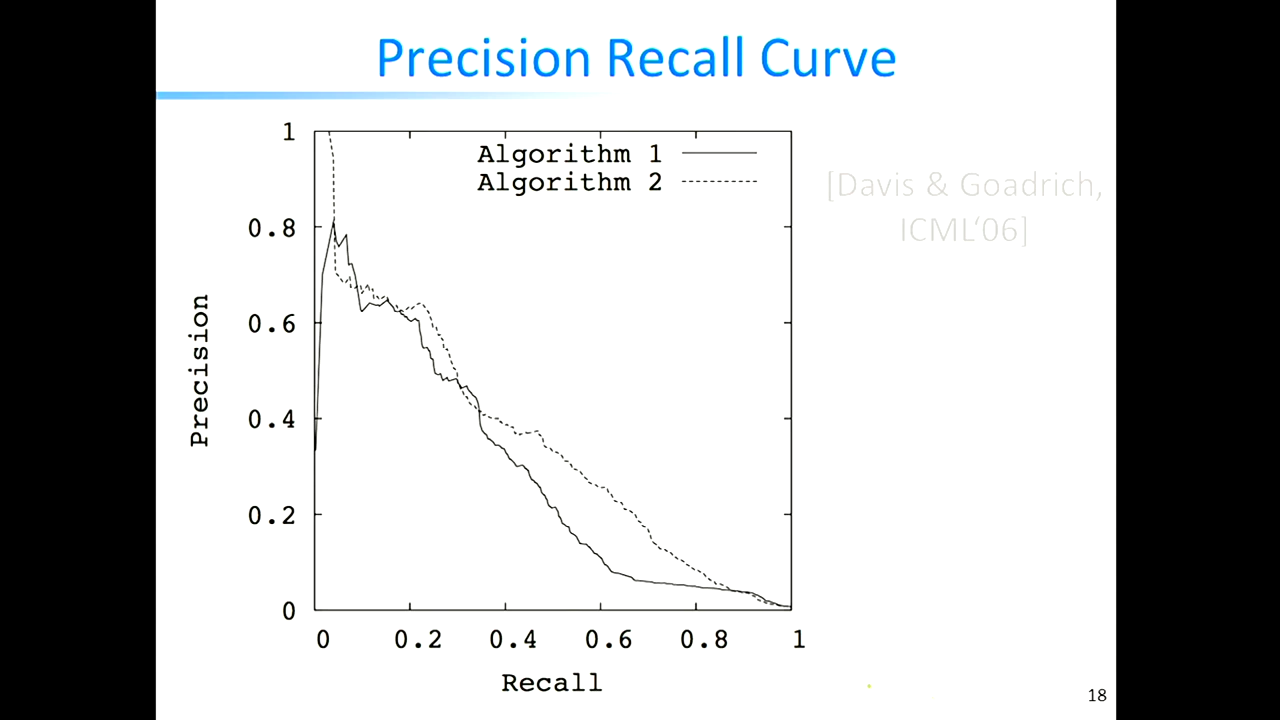 Precision Recall Curve
1
0.8
0.6
0.4
0.2
0
Precision
Algorithm 1
Algorithm 2
0 0.2 0.4 0.6 0.8 1
Recall
[Davis & Goadrich,
ICML‘06]
18